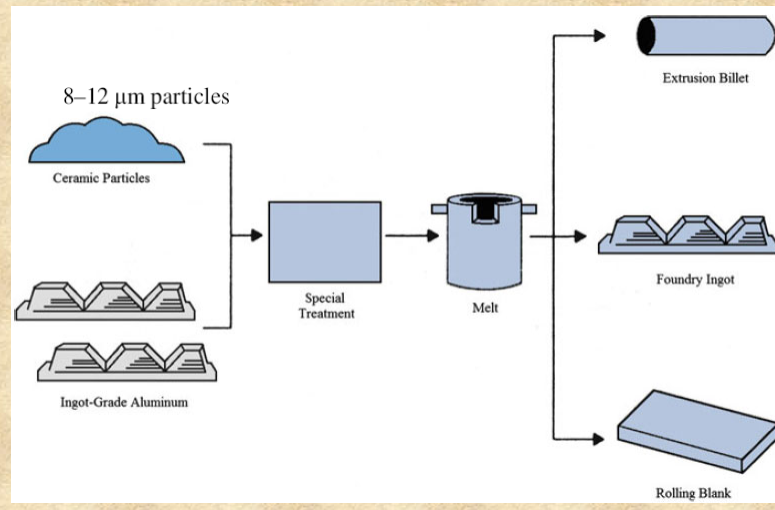 8–12 μm particles
Ceramic Particles
Ingot-Grade Aluminum
Special
Treatment
Melt
Extrusion Billet
Foundry Ingot
Rolling Blank